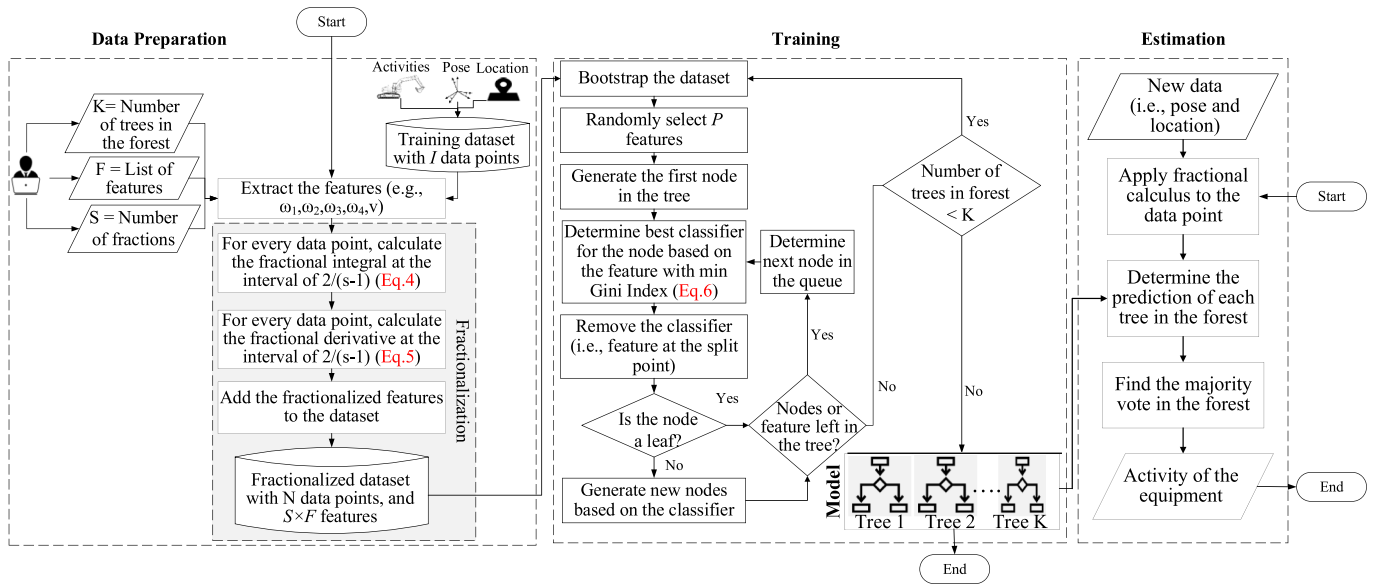 Start
Data Preparation
Training
Estimation
Activities
Pose
Location
K= Number
of trees in
the forest
F = List of
features
S = Number
of fractions
Training dataset
with I data points
Extract the features (e.g.,
ω1,ω2,ω3,ω4,v)
For every data point, calculate
the fractional integral at the
interval of 2/(s-1) (Eq.4)
For every data point, calculate
the fractional derivative at the
interval of 2/(s-1) (Eq.5)
Add the fractionalized features
to the dataset
Fractionalized dataset
with N data points, and
S×F features
Fractionalization
Bootstrap the dataset
Randomly select P
features
Generate the first node
in the tree
Determine best classifier
for the node based on
the feature with min
Gini Index (Eq.6)
Remove the classifier
(i.e., feature at the split
point)
Is the node
a leaf?
Yes
No
Generate new nodes
based on the classifier
Nodes or
feature left in
the tree?
Yes
No
Determine
next node in
the queue
Number of
trees in forest
< K
Yes
No
Model
Tree 1
Tree 2
Tree K
End
New data
(i.e., pose and
location)
Apply fractional
calculus to the
data point
Start
Determine the
prediction of each
tree in the forest
Find the majority
vote in the forest
Activity of the
equipment
End